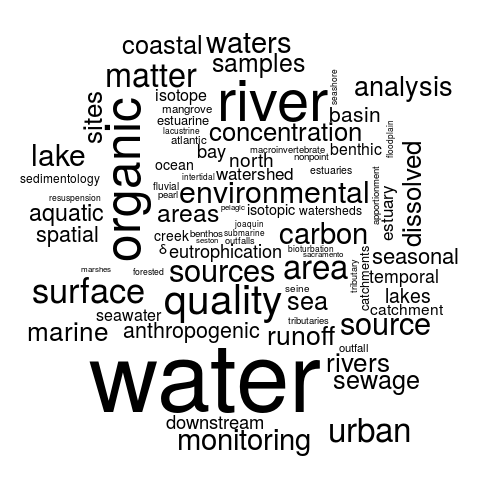 coastal waters
samples
matter
seashore
analysis
isotope
river
mangrove
sites
organic
estuarine
basin
lacustrine
concentration
floodplain
atlantic
lake
bay
macroinvertebrate
benthic
north
nonpoint
ocean
watershed
estuaries
dissolved
sedimentology
intertidal
fluvial
environmental
resuspension
pearl
apportionment
aquatic
areas
pelagic
isotopic
watersheds
estuary
spatial
creek
joaquin
benthos
submarine
carbon
seston
outfalls
δ
eutrophication
bioturbation
sacramento
seasonal
catchments
marshes
forested
sources
area
tributary
temporal
surface
quality
seine
sea
lakes
catchment
seawater
marine
anthropogenic
tributaries
source
runoff
outfall
water
rivers
sewage
downstream
monitoring
urban